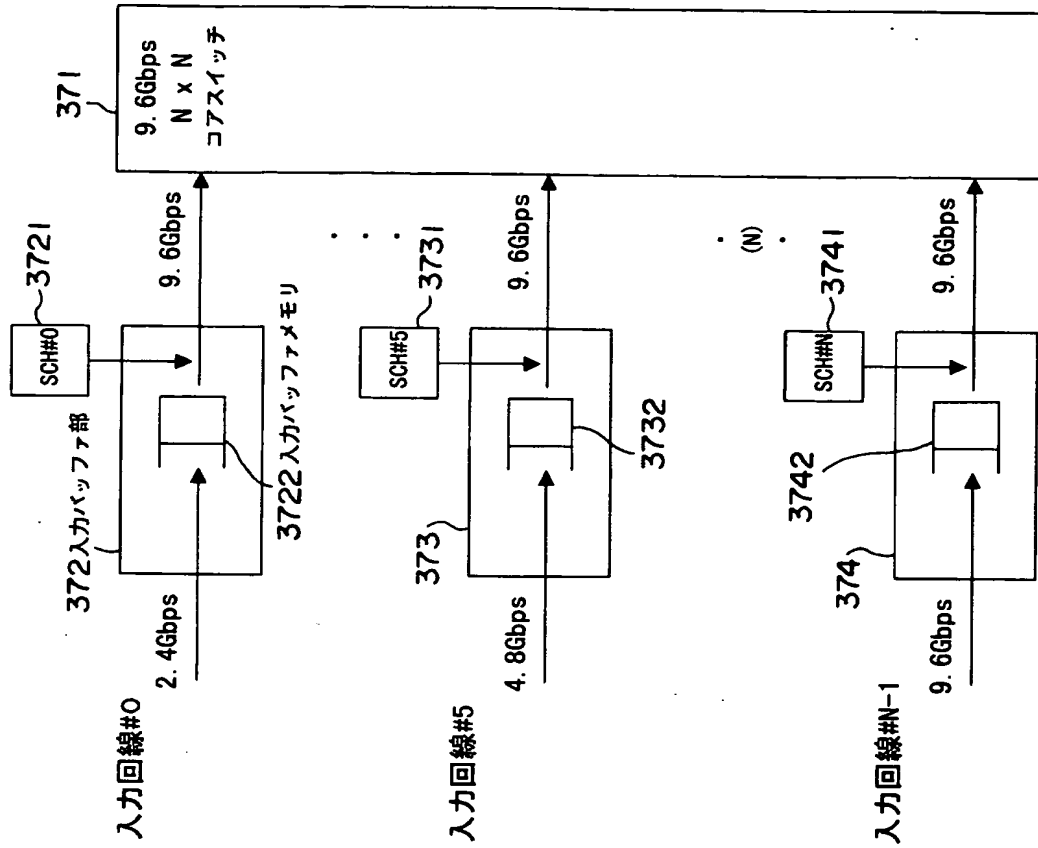 371
9.6Gbps
N x N
コアスイッチ
入力回線#0
2.4Gbps
372入力バッファ部
SCH#0
3721
3722入力バッファメモリ
9.6Gbps
・・・
入力回線#5
4.8Gbps
373
SCH#5
3731
3732
9.6Gbps
・(N)・
入力回線#N-1
9.6Gbps
374
3742
SCH#N
3741
9.6Gbps